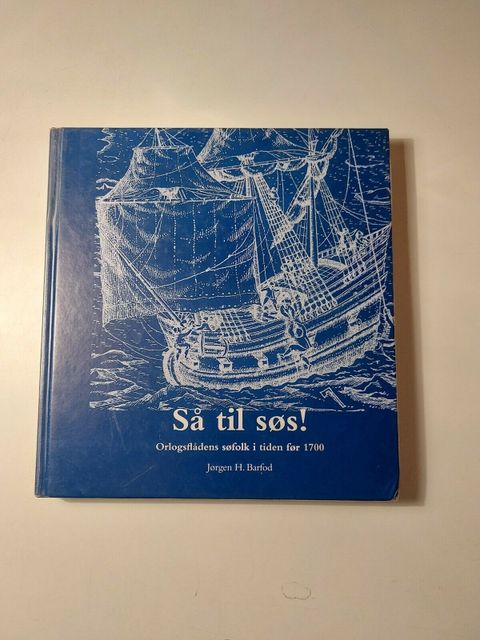 Så til søs!
Orlogsflådens søfolk i tiden før 1700
Jørgen H. Barfod